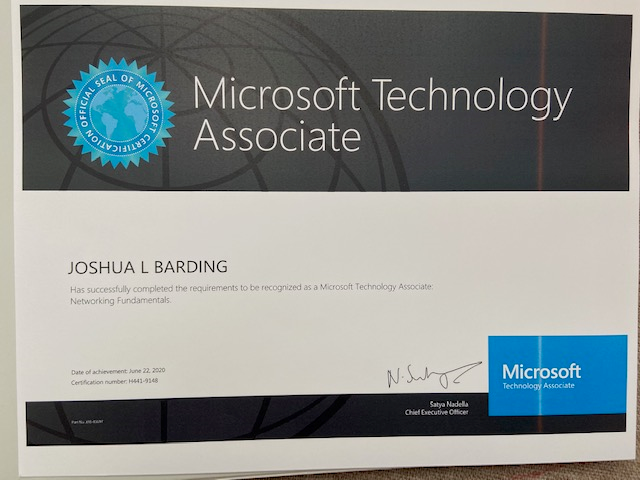 OFFICIAL SEAL OF MICROSOFT CERTIFICATION
Microsoft Technology
Associate
JOSHUA L BARDING
Has successfully completed the requirements to be recognized as a Microsoft Technology Associate:
Networking Fundamentals.
Date of achievement: June 22, 2020
Certification number: H441-9148
Satya Nadella
Chief Executive Officer
Microsoft
Technology Associate
Part No.